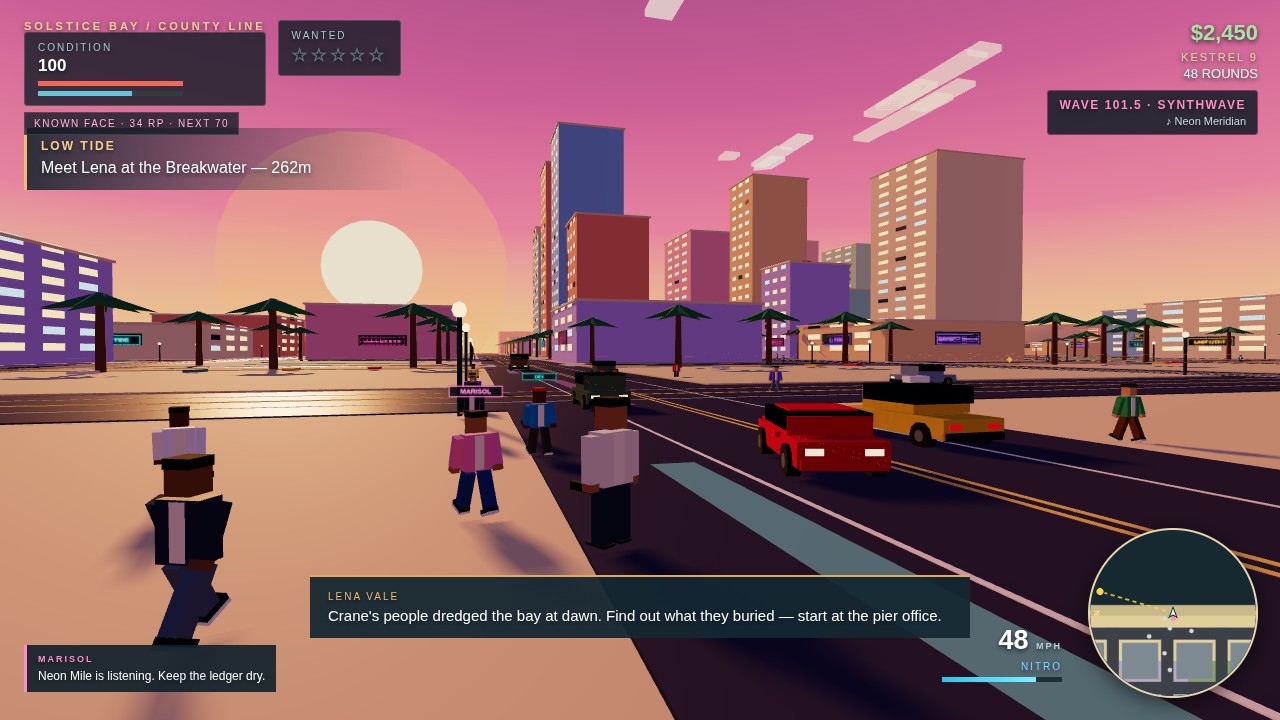 SOLSTICE BAY / COUNTY LINE
CONDITION
100
WANTED
KNOWN FACE · 34 RP · NEXT 70
LOW TIDE
Meet Lena at the Breakwater — 262m
$2,450
KESTREL 9
48 ROUNDS
WAVE 101.5 · SYNTHWAVE
♪ Neon Meridian
MARISOL
LENA VALE
Crane's people dredged the bay at dawn. Find out what they buried — start at the pier office.
MARISOL
Neon Mile is listening. Keep the ledger dry.
48 MPH
NITRO